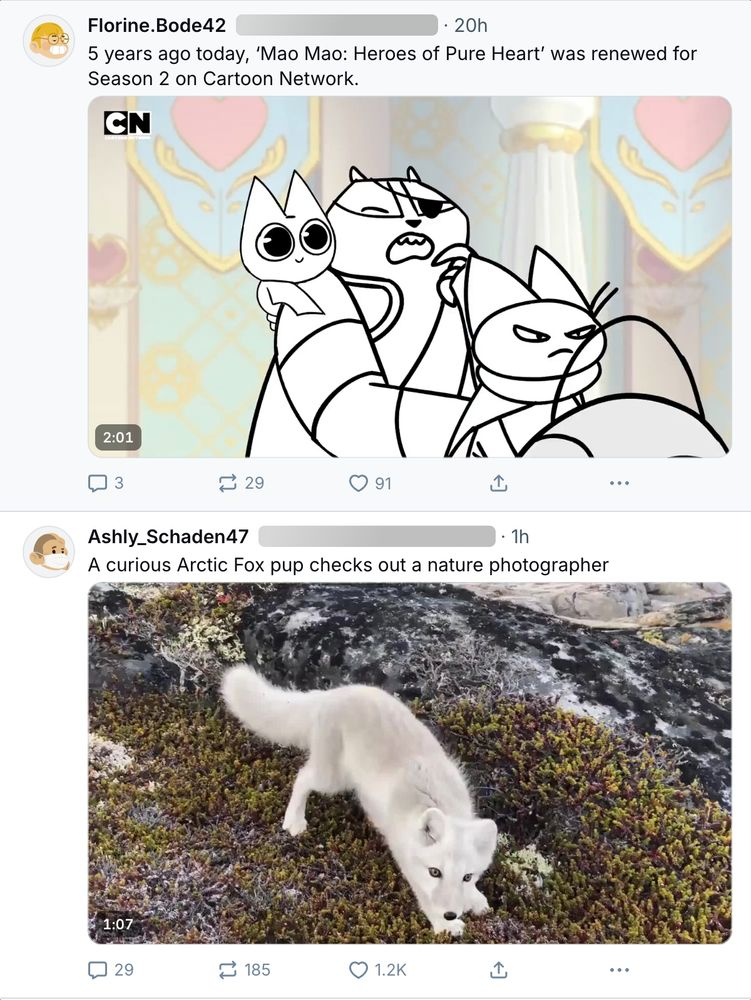 Florine.Bode42 · 20h
5 years ago today, ‘Mao Mao: Heroes of Pure Heart’ was renewed for
Season 2 on Cartoon Network.
CN
2:01
3 29 91
Ashly_Schaden47 · 1h
A curious Arctic Fox pup checks out a nature photographer
1:07
29 185 1.2K